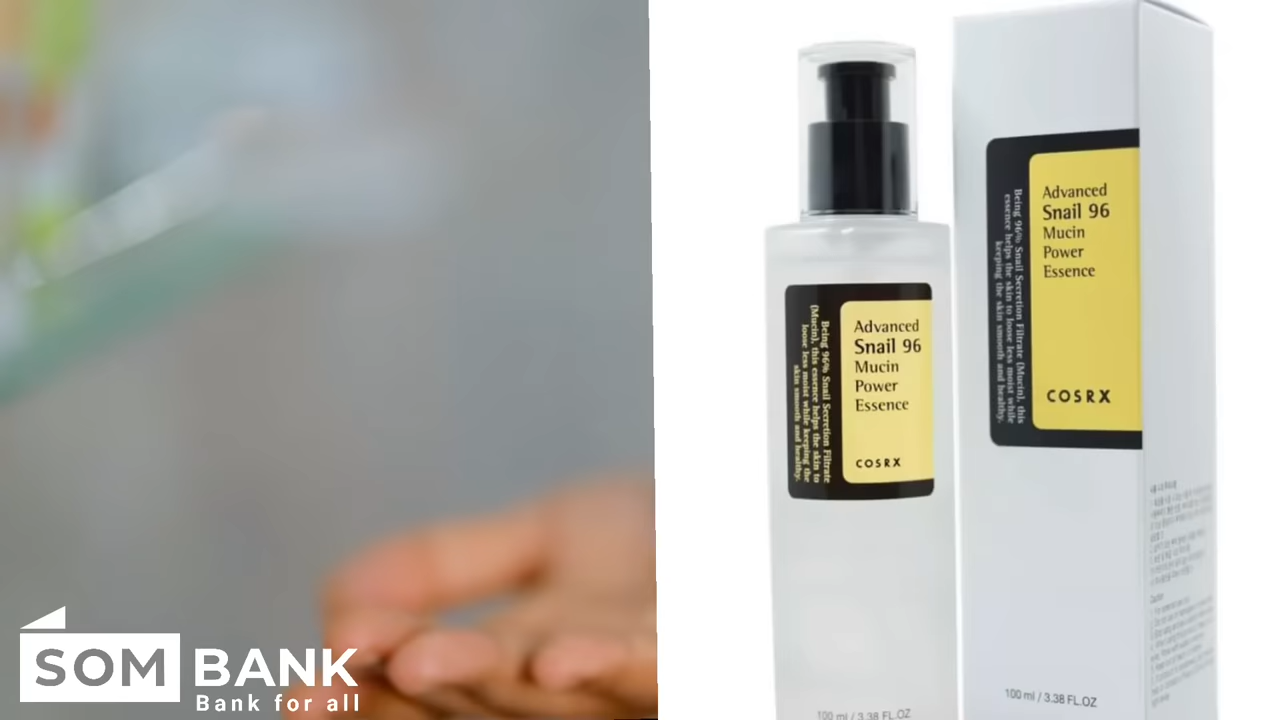 SOM BANK
Bank for all
Advanced
Snail 96
Mucin
Power
Essence
COSRX
Being 96% Snail Secretion Filtrate
(Mucin), this essence helps the skin to
loose less moist while keeping the
skin smooth and healthy.
100 ml / 3.38 FL.OZ
Advanced
Snail 96
Mucin
Power
Essence
COSRX
Being 96% Snail Secretion Filtrate (Mucin), this
essence helps the skin to loose less moist while
keeping the skin smooth and healthy.
Caution
100 ml / 3.38 FL.OZ